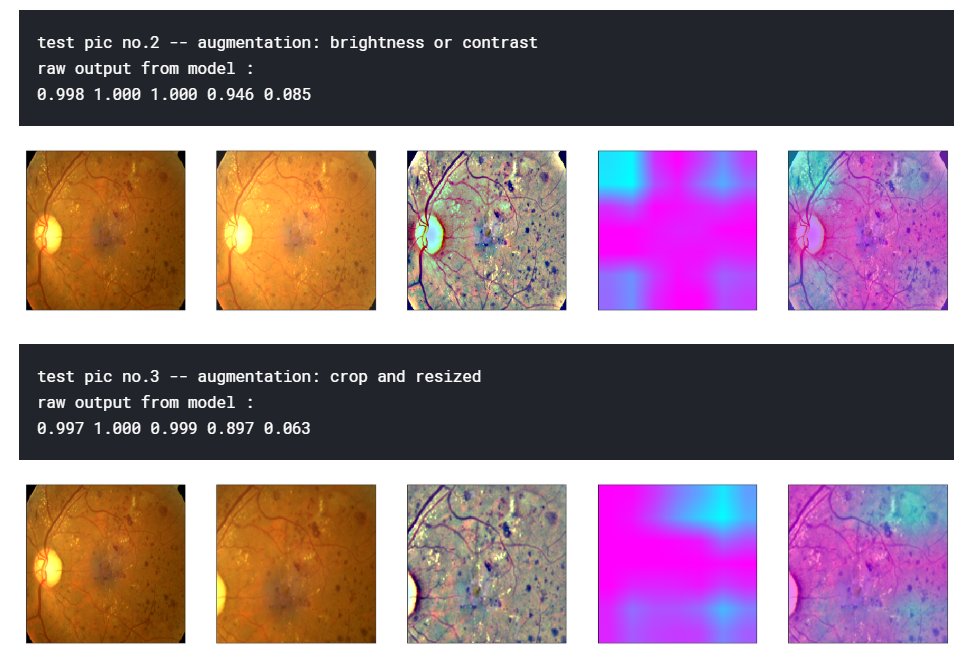 test pic no.2 -- augmentation: brightness or contrast
raw output from model :
0.998 1.000 1.000 0.946 0.085
test pic no.3 -- augmentation: crop and resized
raw output from model :
0.997 1.000 0.999 0.897 0.063